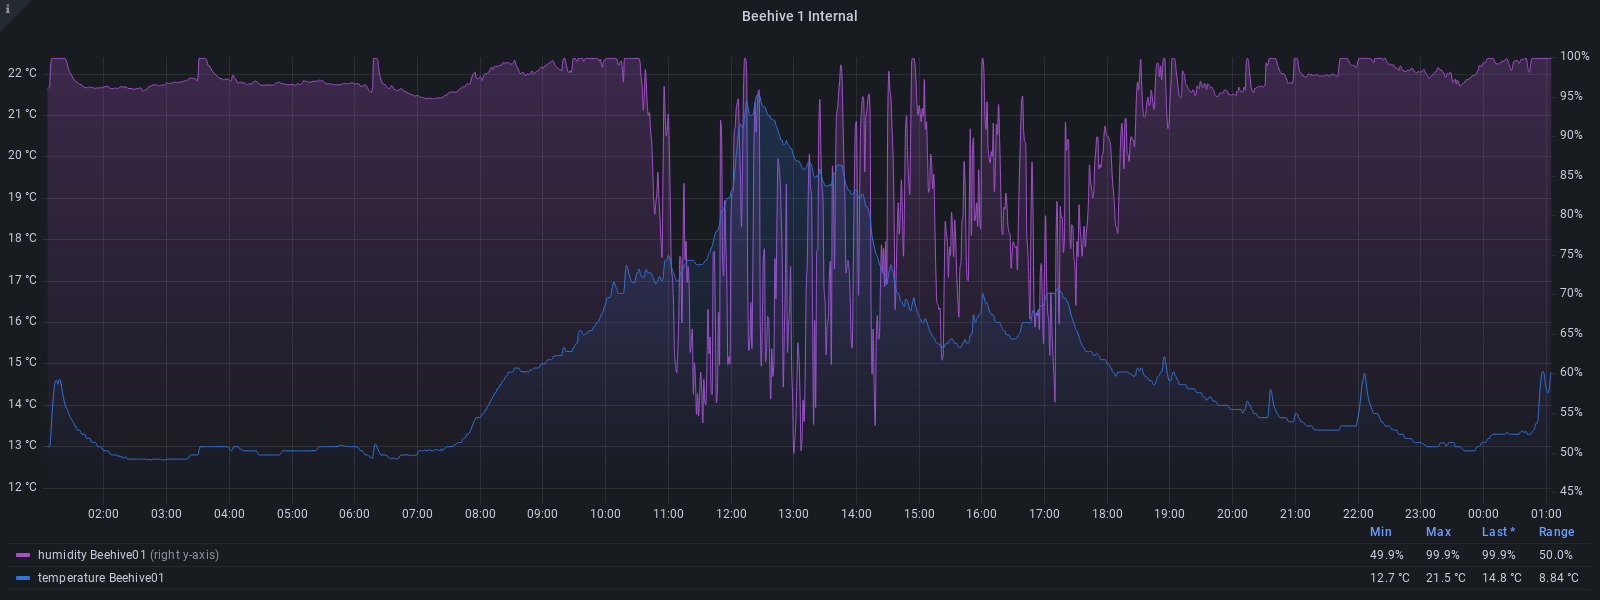 i
Beehive 1 Internal
22 °C
21 °C
20 °C
19 °C
18 °C
17 °C
16 °C
15 °C
14 °C
13 °C
12 °C
100%
95%
90%
85%
80%
75%
70%
65%
60%
55%
50%
45%
02:00 03:00 04:00 05:00 06:00 07:00 08:00 09:00 10:00 11:00 12:00 13:00 14:00 15:00 16:00 17:00 18:00 19:00 20:00 21:00 22:00 23:00 00:00 01:00
Min Max Last * Range
humidity Beehive01 (right y-axis) 49.9% 99.9% 99.9% 50.0%
temperature Beehive01 12.7 °C 21.5 °C 14.8 °C 8.84 °C